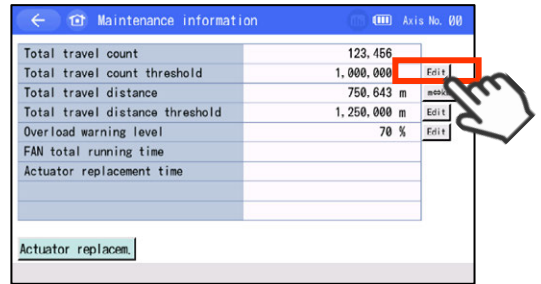 Maintenance information Axis No. 00
Total travel count 123,456
Total travel count threshold 1,000,000 Edit
Total travel distance 750,643 m
Total travel distance threshold 1,250,000 m Edit
Overload warning level 70 % Edit
FAN total running time
Actuator replacement time
Actuator replacem.